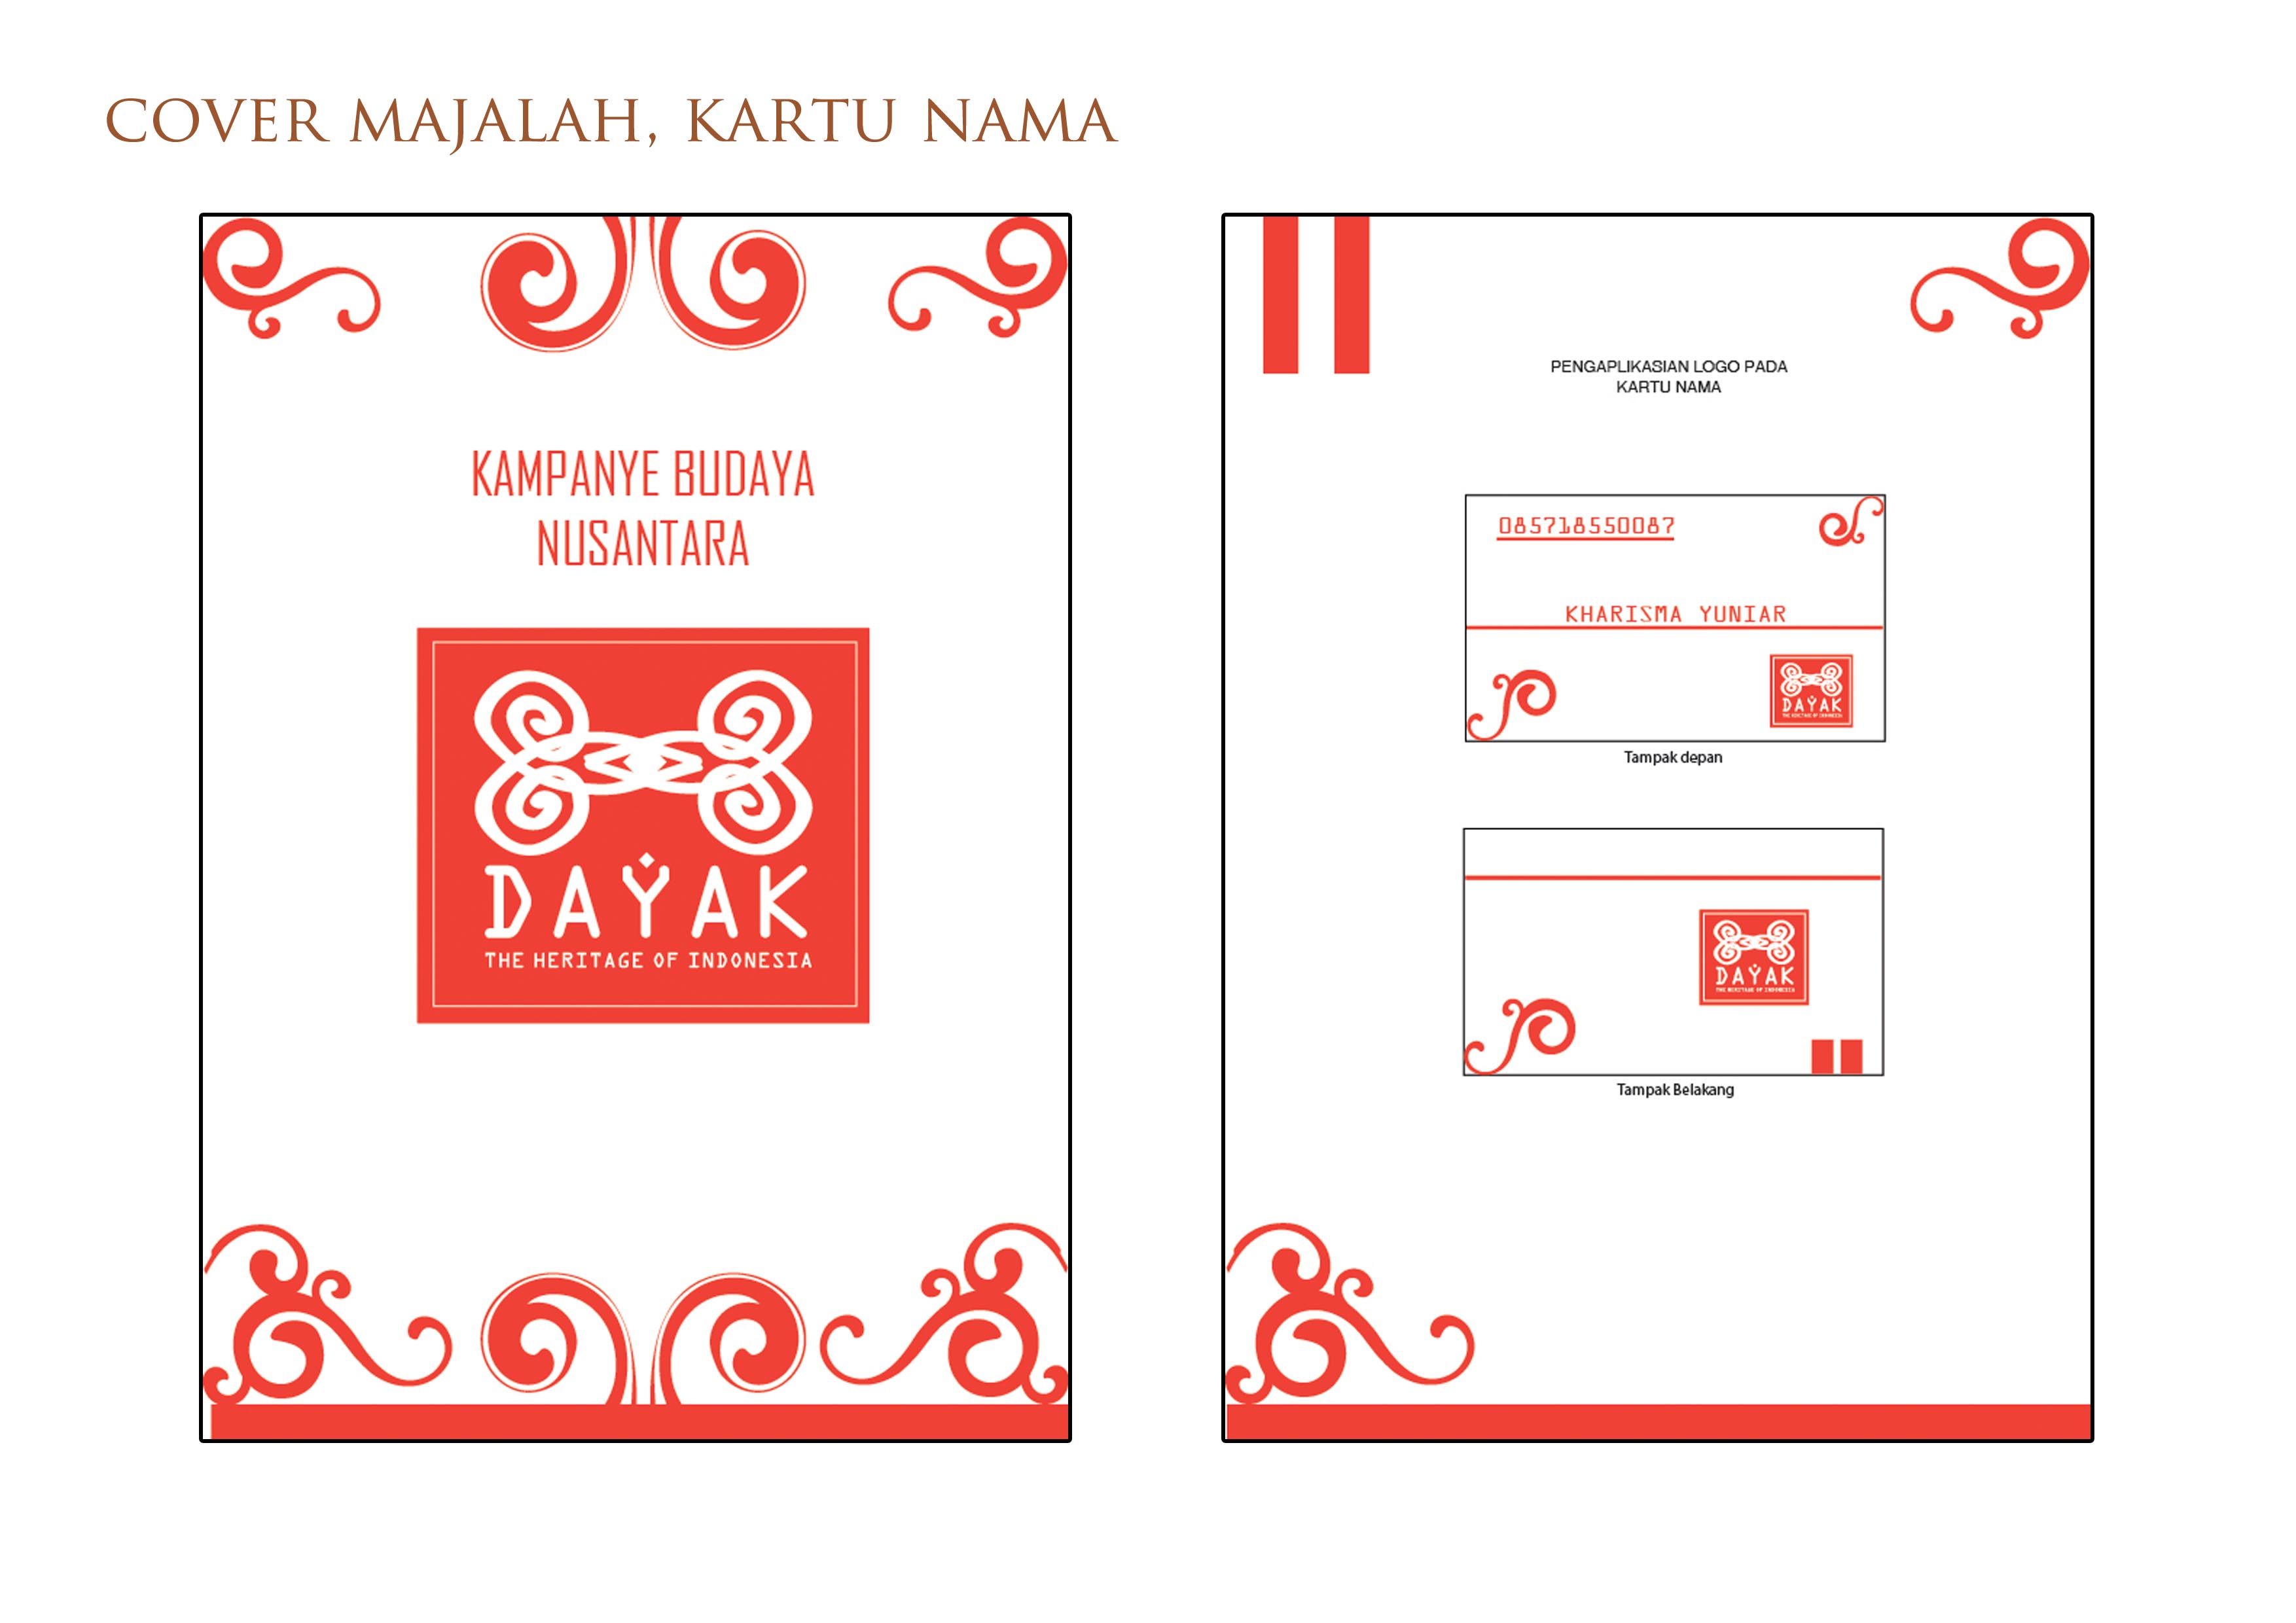 COVER MAJALAH, KARTU NAMA
KAMPANYE BUDAYA
NUSANTARA
DAYAK
THE HERITAGE OF INDONESIA
PENGAPLIKASIAN LOGO PADA
KARTU NAMA
085718550087
KHARISMA YUNIAR
DAYAK
THE HERITAGE OF INDONESIA
Tampak depan
DAYAK
THE HERITAGE OF INDONESIA
Tampak Belakang